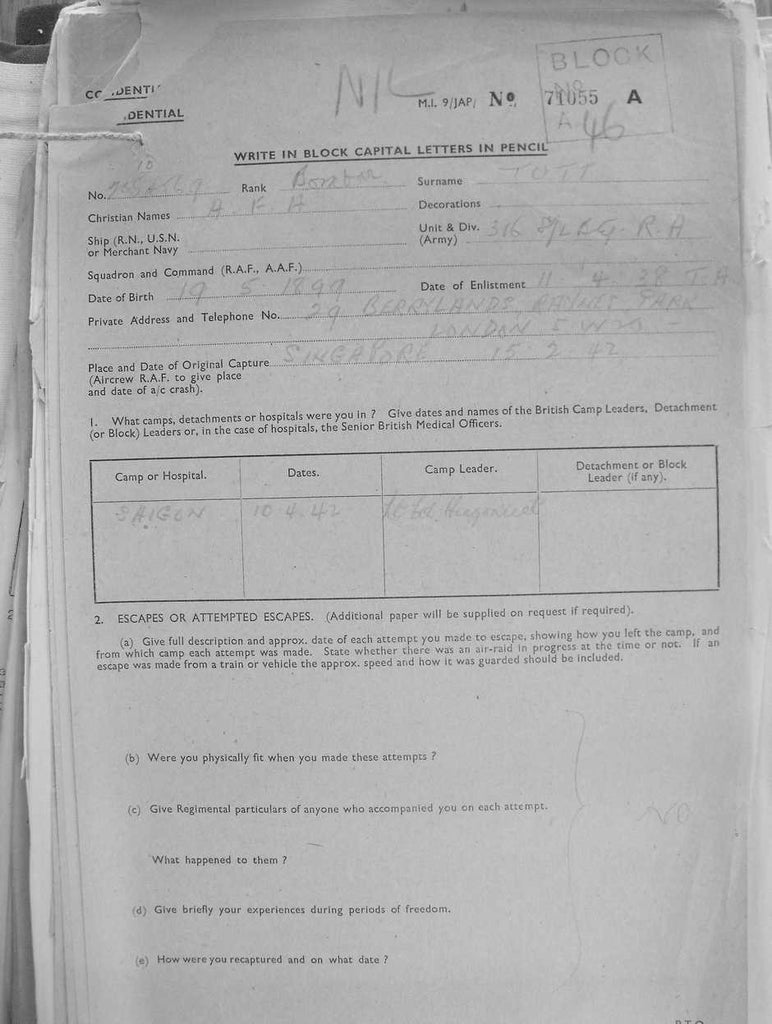 CONFIDENTI
DENTIAL
NIL
M.I. 9/JAP/ No 71055 A
BLOCK
NO
A 46
WRITE IN BLOCK CAPITAL LETTERS IN PENCIL
No. Rank Bombar Surname TOTT
Christian Names A. F. A Decorations
Ship (R.N., U.S.N. or Merchant Navy
Unit & Div. (Army) 316 S/L Bty. R.A
Squadron and Command (R.A.F., A.A.F.)
Date of Birth 19 5 1899 Date of Enlistment 11 4 38 T.A.
Private Address and Telephone No. 29 BERRYLANDS, RAYNES PARK
LONDON S W 20 -
Place and Date of Original Capture SINGAPORE 15 2 42
(Aircrew R.A.F. to give place
and date of a/c crash).
1. What camps, detachments or hospitals were you in ? Give dates and names of the British Camp Leaders, Detachment
(or Block) Leaders or, in the case of hospitals, the Senior British Medical Officers.
Camp or Hospital. Dates. Camp Leader. Detachment or Block Leader (if any).
SAIGON 10 4 42 Lt Col
2. ESCAPES OR ATTEMPTED ESCAPES. (Additional paper will be supplied on request if required).
(a) Give full description and approx. date of each attempt you made to escape, showing how you left the camp, and
from which camp each attempt was made. State whether there was an air-raid in progress at the time or not. If an
escape was made from a train or vehicle the approx. speed and how it was guarded should be included.
(b) Were you physically fit when you made these attempts ?
(c) Give Regimental particulars of anyone who accompanied you on each attempt.
NO
What happened to them ?
(d) Give briefly your experiences during periods of freedom.
(e) How were you recaptured and on what date ?
P.T.O.